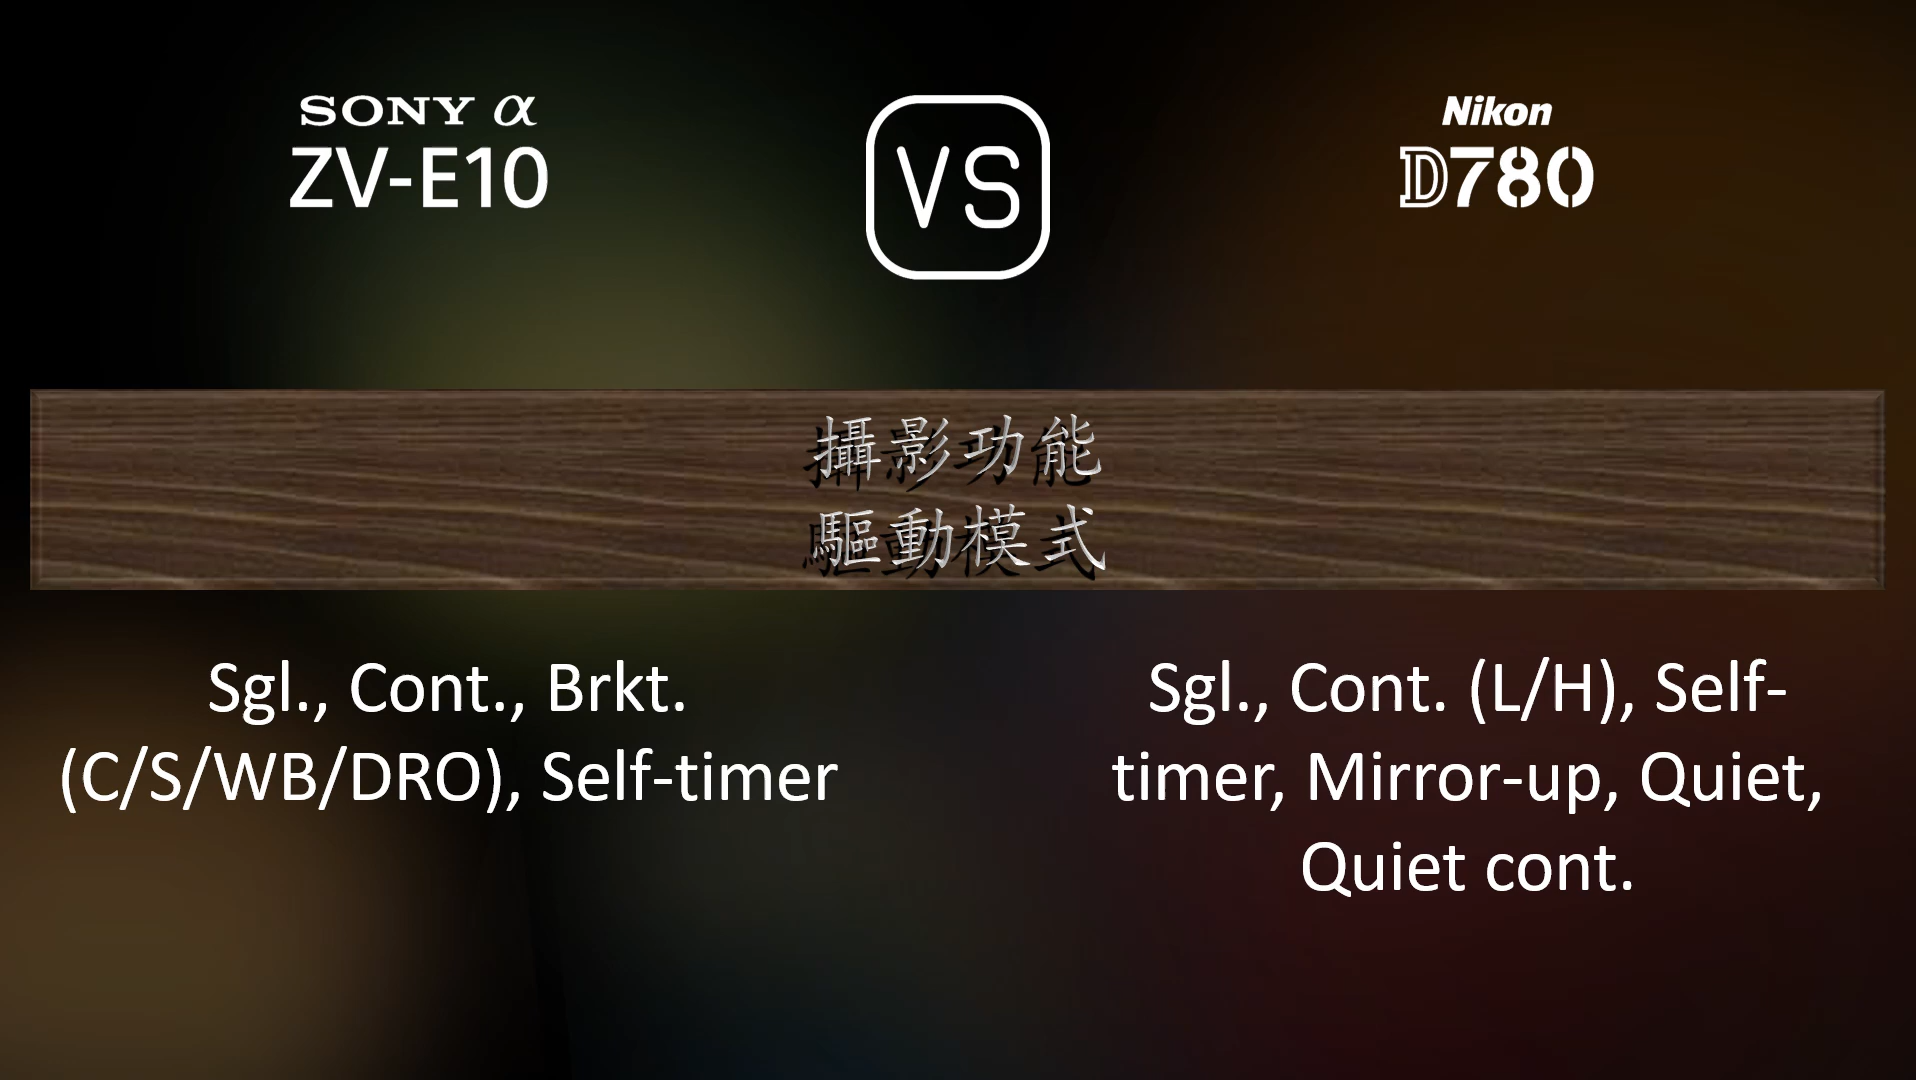 SONY α
ZV-E10
VS
Nikon
D780
攝影功能
驅動模式
Sgl., Cont., Brkt.
(C/S/WB/DRO), Self-timer
Sgl., Cont. (L/H), Self-
timer, Mirror-up, Quiet,
Quiet cont.